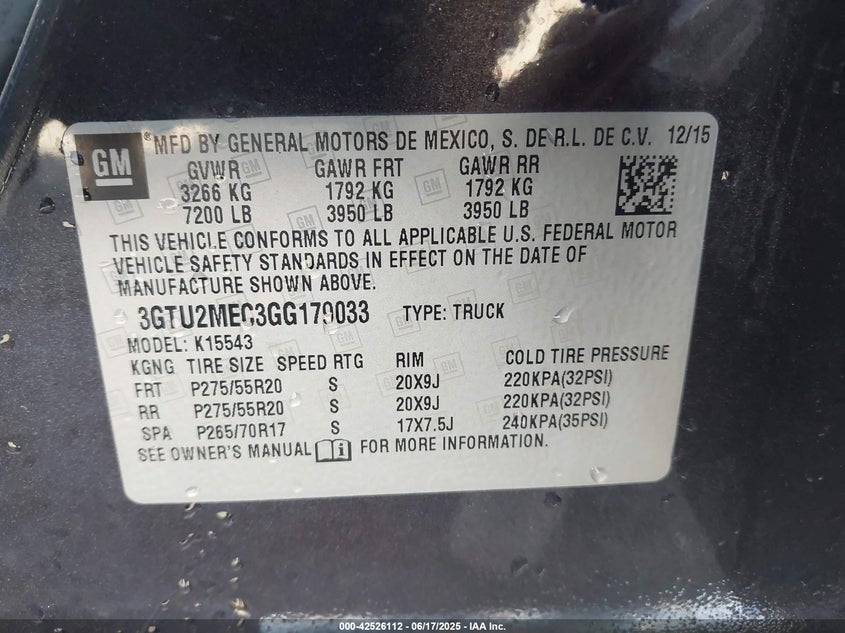 GM ®MFD BY GENERAL MOTORS DE MEXICO, S. DE R.L. DE C.V. 12/15
GVWR GAWR FRT GAWR RR
3266 KG 1792 KG 1792 KG
7200 LB 3950 LB 3950 LB
THIS VEHICLE CONFORMS TO ALL APPLICABLE U.S. FEDERAL MOTOR
VEHICLE SAFETY STANDARDS IN EFFECT ON THE DATE OF
MANUFACTURE SHOWN ABOVE.
3GTU2MEC3GG179033 TYPE: TRUCK
MODEL: K15543
KGNG TIRE SIZE SPEED RTG RIM COLD TIRE PRESSURE
FRT P275/55R20 S 20X9J 220KPA(32PSI)
RR P275/55R20 S 20X9J 220KPA(32PSI)
SPA P265/70R17 S 17X7.5J 240KPA(35PSI)
SEE OWNER'S MANUAL i FOR MORE INFORMATION.
000-42526112 - 06/17/2025 - IAA Inc.